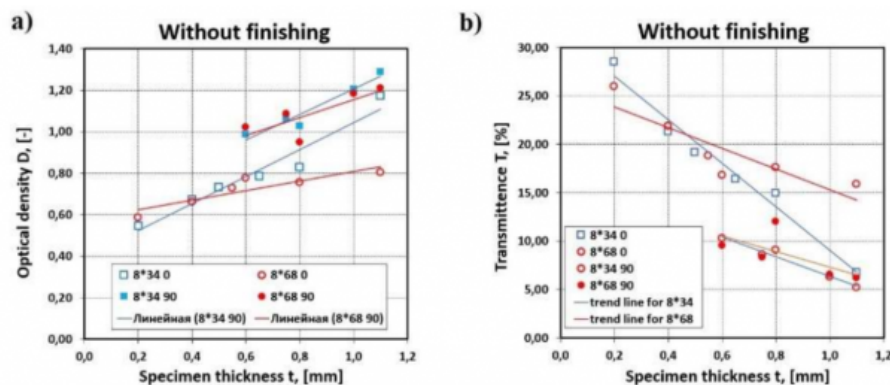 a)
Without finishing
1,40
1,20
1,00
0,80
0,60
0,40
0,20
0,00
Optical density D, [-]
8*34 0
8*68 0
8*34 90
8*68 90
Линейная (8*34 90)
Линейная (8*68 90)
0,0 0,2 0,4 0,6 0,8 1,0 1,2
Specimen thickness t, [mm]
b)
Without finishing
30,00
25,00
20,00
15,00
10,00
5,00
0,00
Transmittence T, [%]
8*34 0
8*68 0
8*34 90
8*68 90
trend line for 8*34
trend line for 8*68
0,0 0,2 0,4 0,6 0,8 1,0 1,2
Specimen thickness t, [mm]